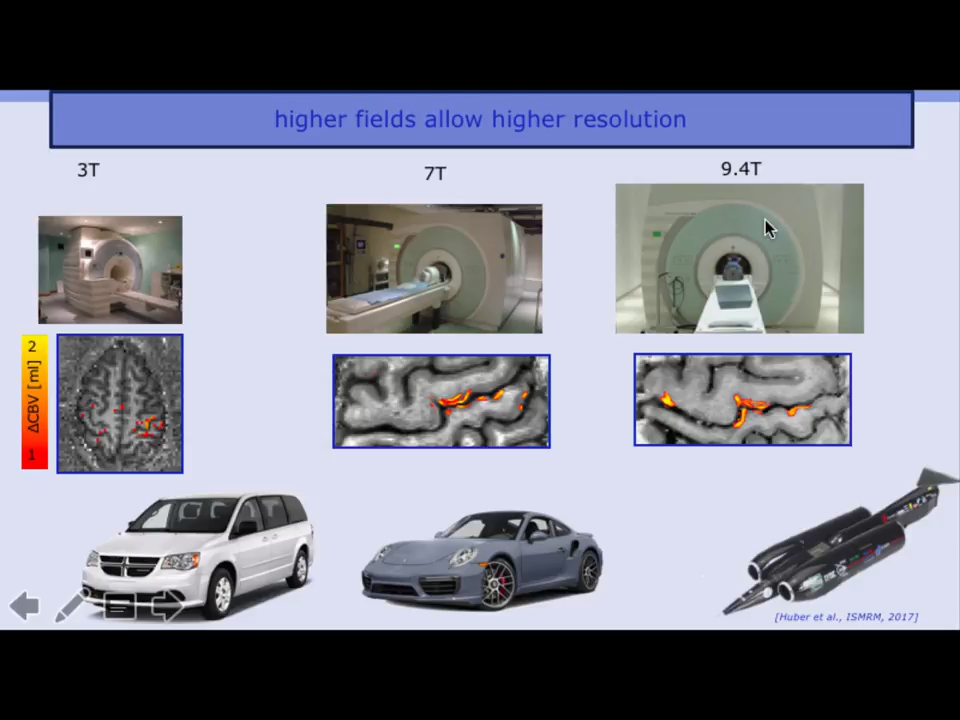 higher fields allow higher resolution
3T
7T
9.4T
2
ΔCBV [ml]
1
[Huber et al., ISMRM, 2017]